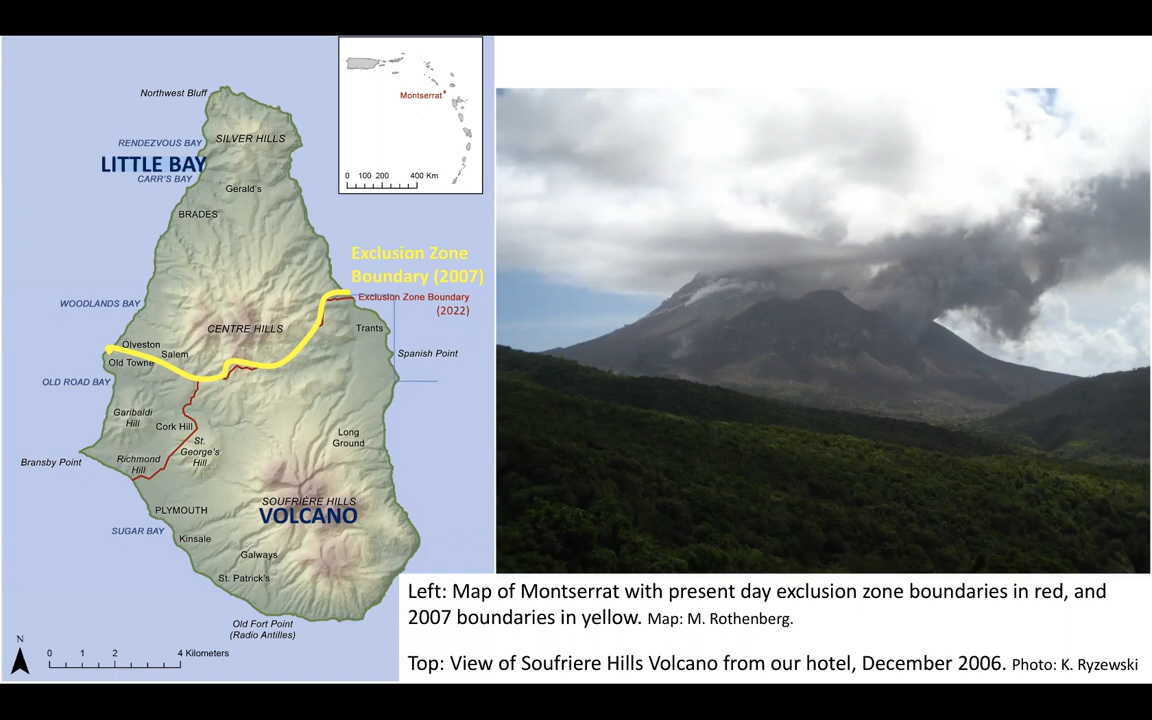 Northwest Bluff
RENDEZVOUS BAY
SILVER HILLS
LITTLE BAY
CARR'S BAY
Gerald's
BRADES
Montserrat
0 100 200 400 Km
Exclusion Zone
Boundary (2007)
Exclusion Zone Boundary
(2022)
WOODLANDS BAY
CENTRE HILLS
Trants
Olveston
Salem
Spanish Point
Old Towne
OLD ROAD BAY
Garibaldi
Hill
Cork Hill
St.
George's
Hill
Long
Ground
Bransby Point
Richmond
Hill
SOUFRIÈRE HILLS
VOLCANO
PLYMOUTH
SUGAR BAY
Kinsale
Galways
St. Patrick's
Old Fort Point
(Radio Antilles)
N
0 1 2 4 Kilometers
Left: Map of Montserrat with present day exclusion zone boundaries in red, and
2007 boundaries in yellow. Map: M. Rothenberg.
Top: View of Soufriere Hills Volcano from our hotel, December 2006. Photo: K. Ryzewski